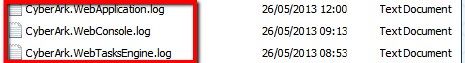 CyberArk.WebApplication.log 26/05/2013 12:00 Text Document
CyberArk.WebConsole.log 26/05/2013 09:13 Text Document
CyberArk.WebTasksEngine.log 26/05/2013 08:53 Text Document